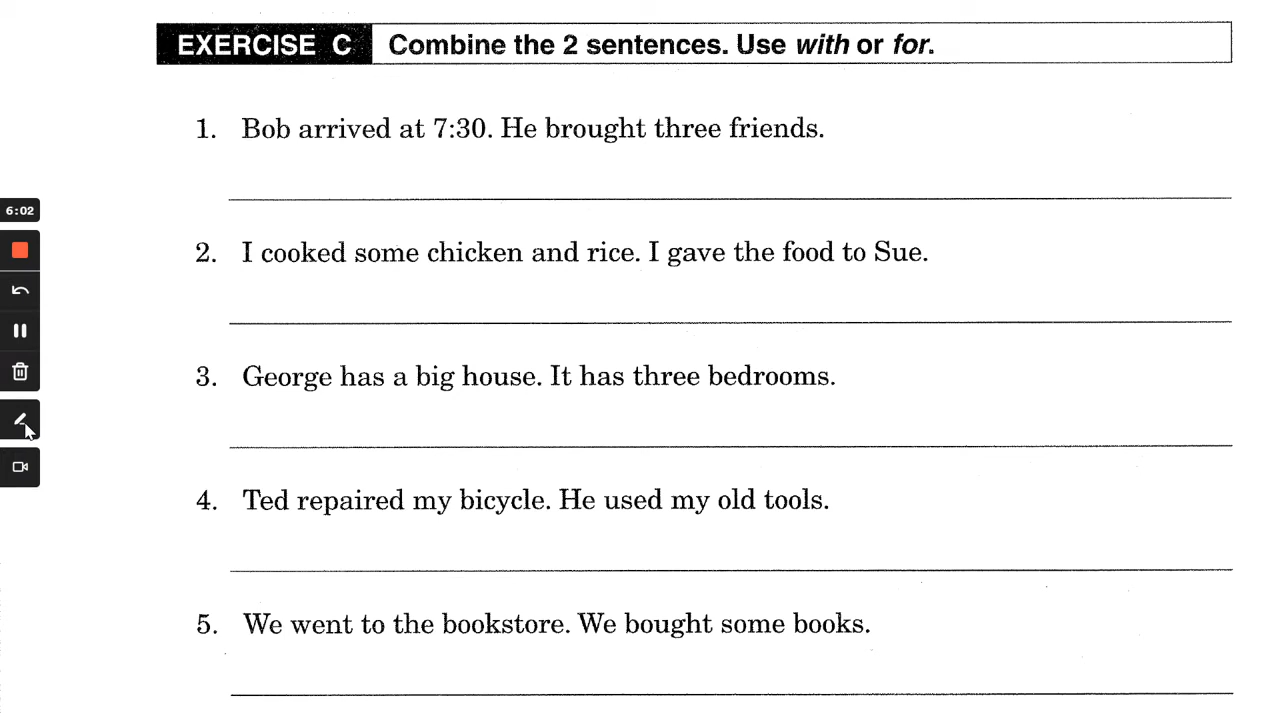 EXERCISE C Combine the 2 sentences. Use with or for.
1. Bob arrived at 7:30. He brought three friends.
6:02
2. I cooked some chicken and rice. I gave the food to Sue.
3. George has a big house. It has three bedrooms.
4. Ted repaired my bicycle. He used my old tools.
5. We went to the bookstore. We bought some books.